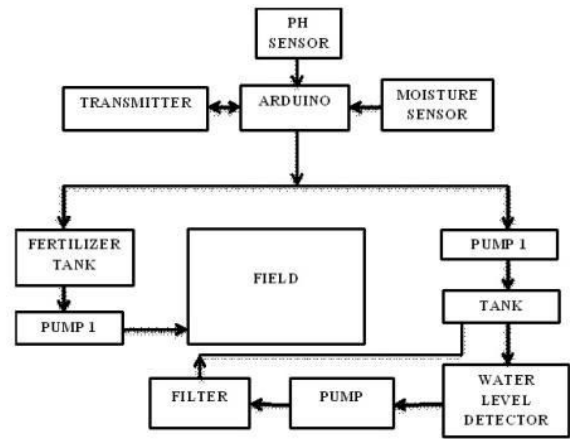 PH
SENSOR
TRANSMITTER
ARDUINO
MOISTURE
SENSOR
FERTILIZER
TANK
FIELD
PUMP 1
PUMP 1
TANK
FILTER
PUMP
WATER
LEVEL
DETECTOR